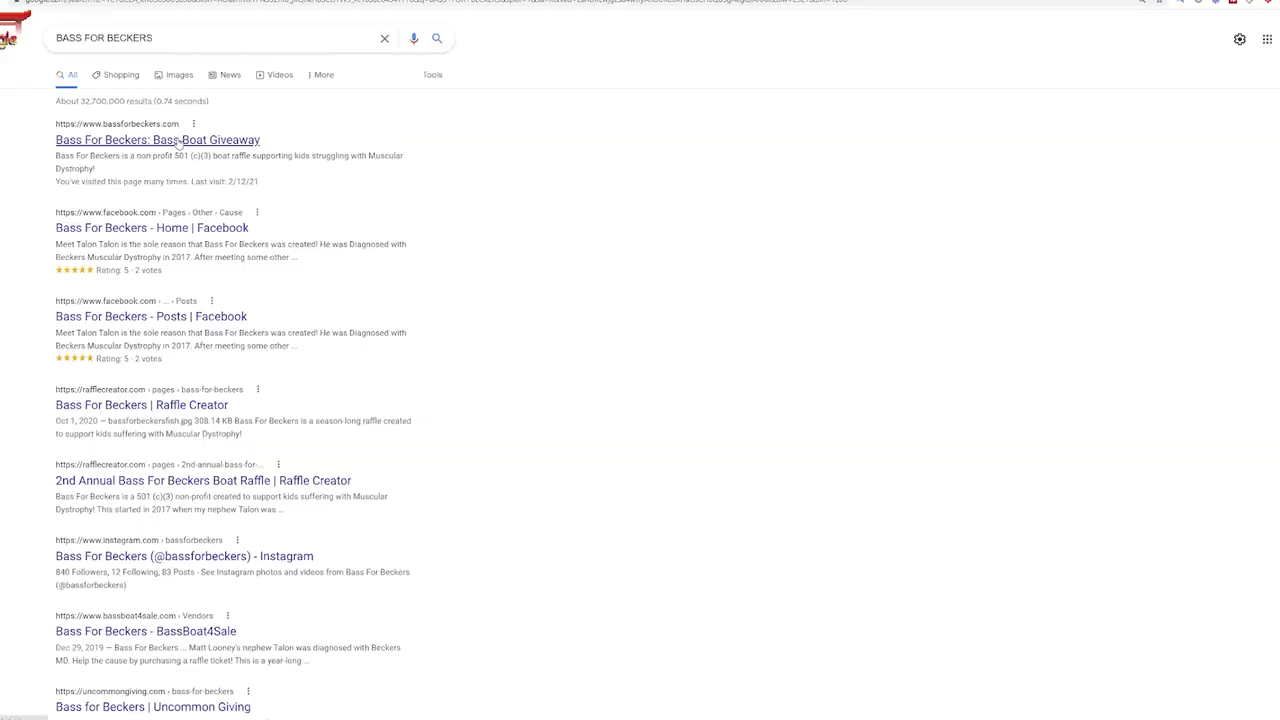 BASS FOR BECKERS
All
Shopping
Images
News
Videos
More
Tools
About 32,700,000 results (0.74 seconds)
https://www.bassforbeckers.com
Bass For Beckers: Bass Boat Giveaway
Bass For Beckers is a non-profit 501 (c)(3) boat raffle supporting kids struggling with Muscular
Dystrophy!
You've visited this page many times. Last visit: 2/12/21
https://www.facebook.com › Pages › Other › Cause
Bass For Beckers - Home | Facebook
Meet Talon Talon is the sole reason that Bass For Beckers was created! He was Diagnosed with
Beckers Muscular Dystrophy in 2017. After meeting some other ...
★★★★★ Rating: 5 · 2 votes
https://www.facebook.com › ... › Posts
Bass For Beckers - Posts | Facebook
Meet Talon Talon is the sole reason that Bass For Beckers was created! He was Diagnosed with
Beckers Muscular Dystrophy in 2017. After meeting some other ...
★★★★★ Rating: 5 · 2 votes
https://rafflecreator.com › pages › bass-for-beckers
Bass For Beckers | Raffle Creator
Oct 1, 2020 — bassforbeckersfish.jpg 308.14 KB Bass For Beckers is a season-long raffle created
to support kids suffering with Muscular Dystrophy!
https://rafflecreator.com › pages › 2nd-annual-bass-for-...
2nd Annual Bass For Beckers Boat Raffle | Raffle Creator
Bass For Beckers is a 501 (c)(3) non-profit created to support kids suffering with Muscular
Dystrophy! This started in 2017 when my nephew Talon was ...
https://www.instagram.com › bassforbeckers
Bass For Beckers (@bassforbeckers) - Instagram
840 Followers, 12 Following, 83 Posts - See Instagram photos and videos from Bass For Beckers
(@bassforbeckers)
https://www.bassboat4sale.com › Vendors
Bass For Beckers - BassBoat4Sale
Dec 29, 2019 — Bass For Beckers ... Matt Looney's nephew Talon was diagnosed with Beckers
MD. Help the cause by purchasing a raffle ticket! This is a year-long ...
https://uncommongiving.com › bass-for-beckers
Bass for Beckers | Uncommon Giving